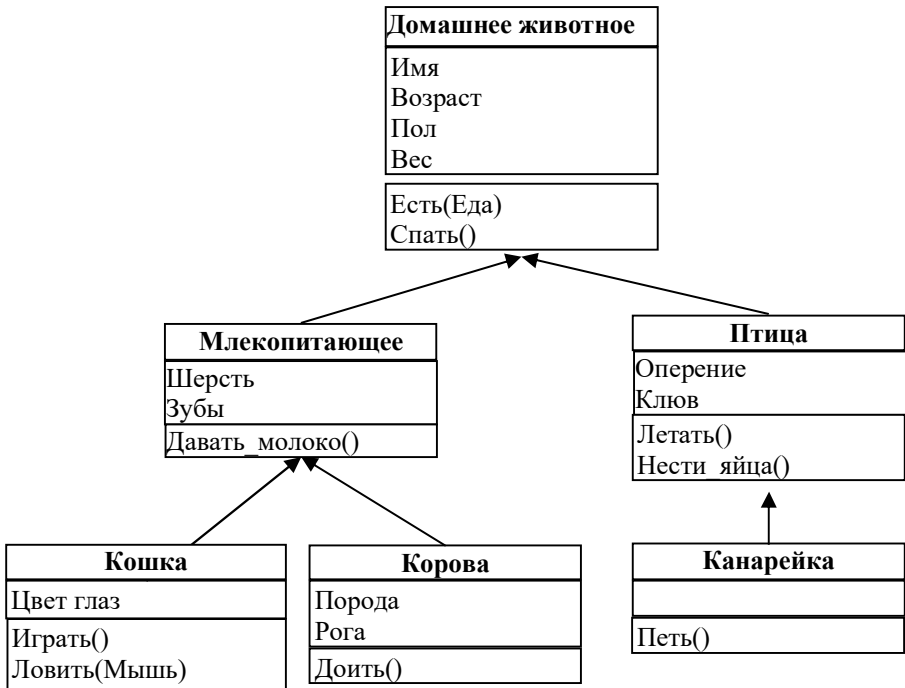 Домашнее животное
Имя
Возраст
Пол
Вес
Есть(Еда)
Спать()
Млекопитающее
Шерсть
Зубы
Давать_молоко()
Птица
Оперение
Клюв
Летать()
Нести_яйца()
Кошка
Цвет глаз
Играть()
Ловить(Мышь)
Корова
Порода
Рога
Доить()
Канарейка
Петь()